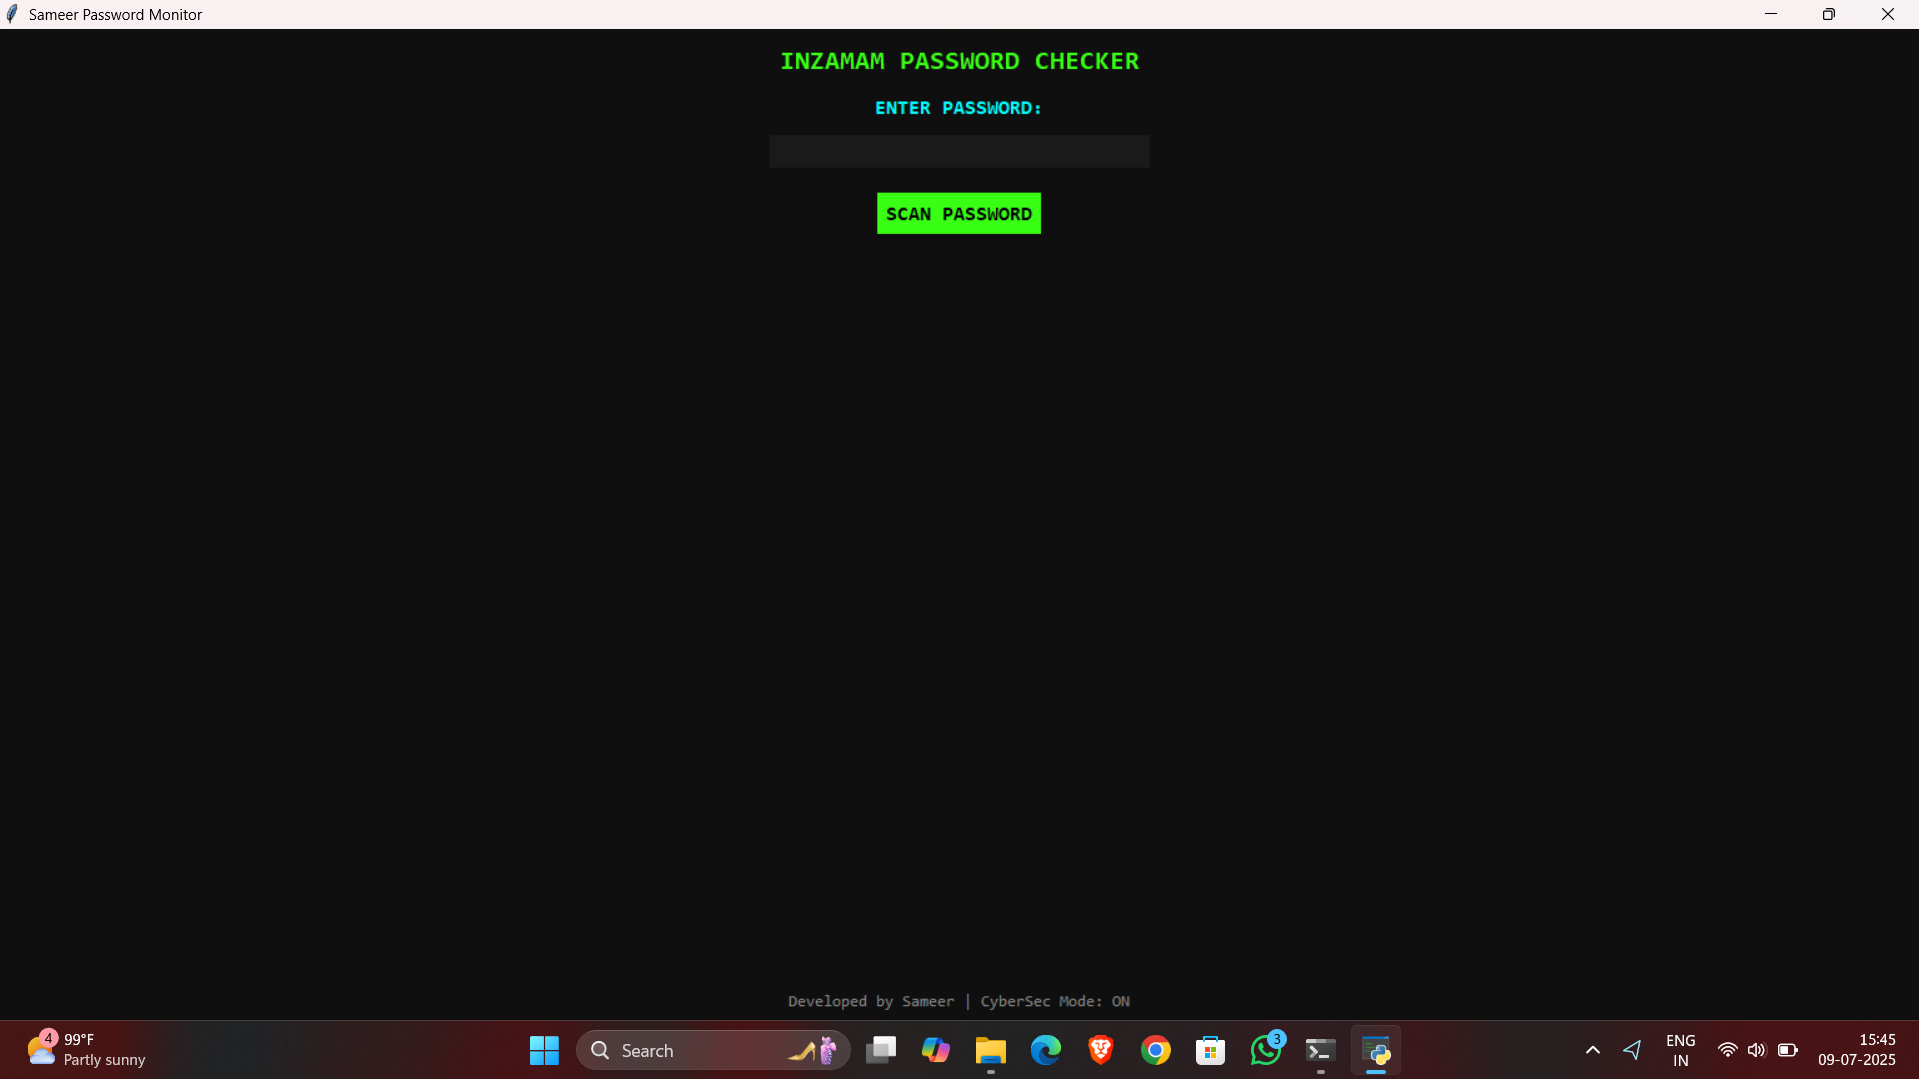 Sameer Password Monitor
INZAMAM PASSWORD CHECKER
ENTER PASSWORD:
SCAN PASSWORD
Developed by Sameer | CyberSec Mode: ON
4
99°F
Partly sunny
Search
3
ENG
IN
15:45
09-07-2025